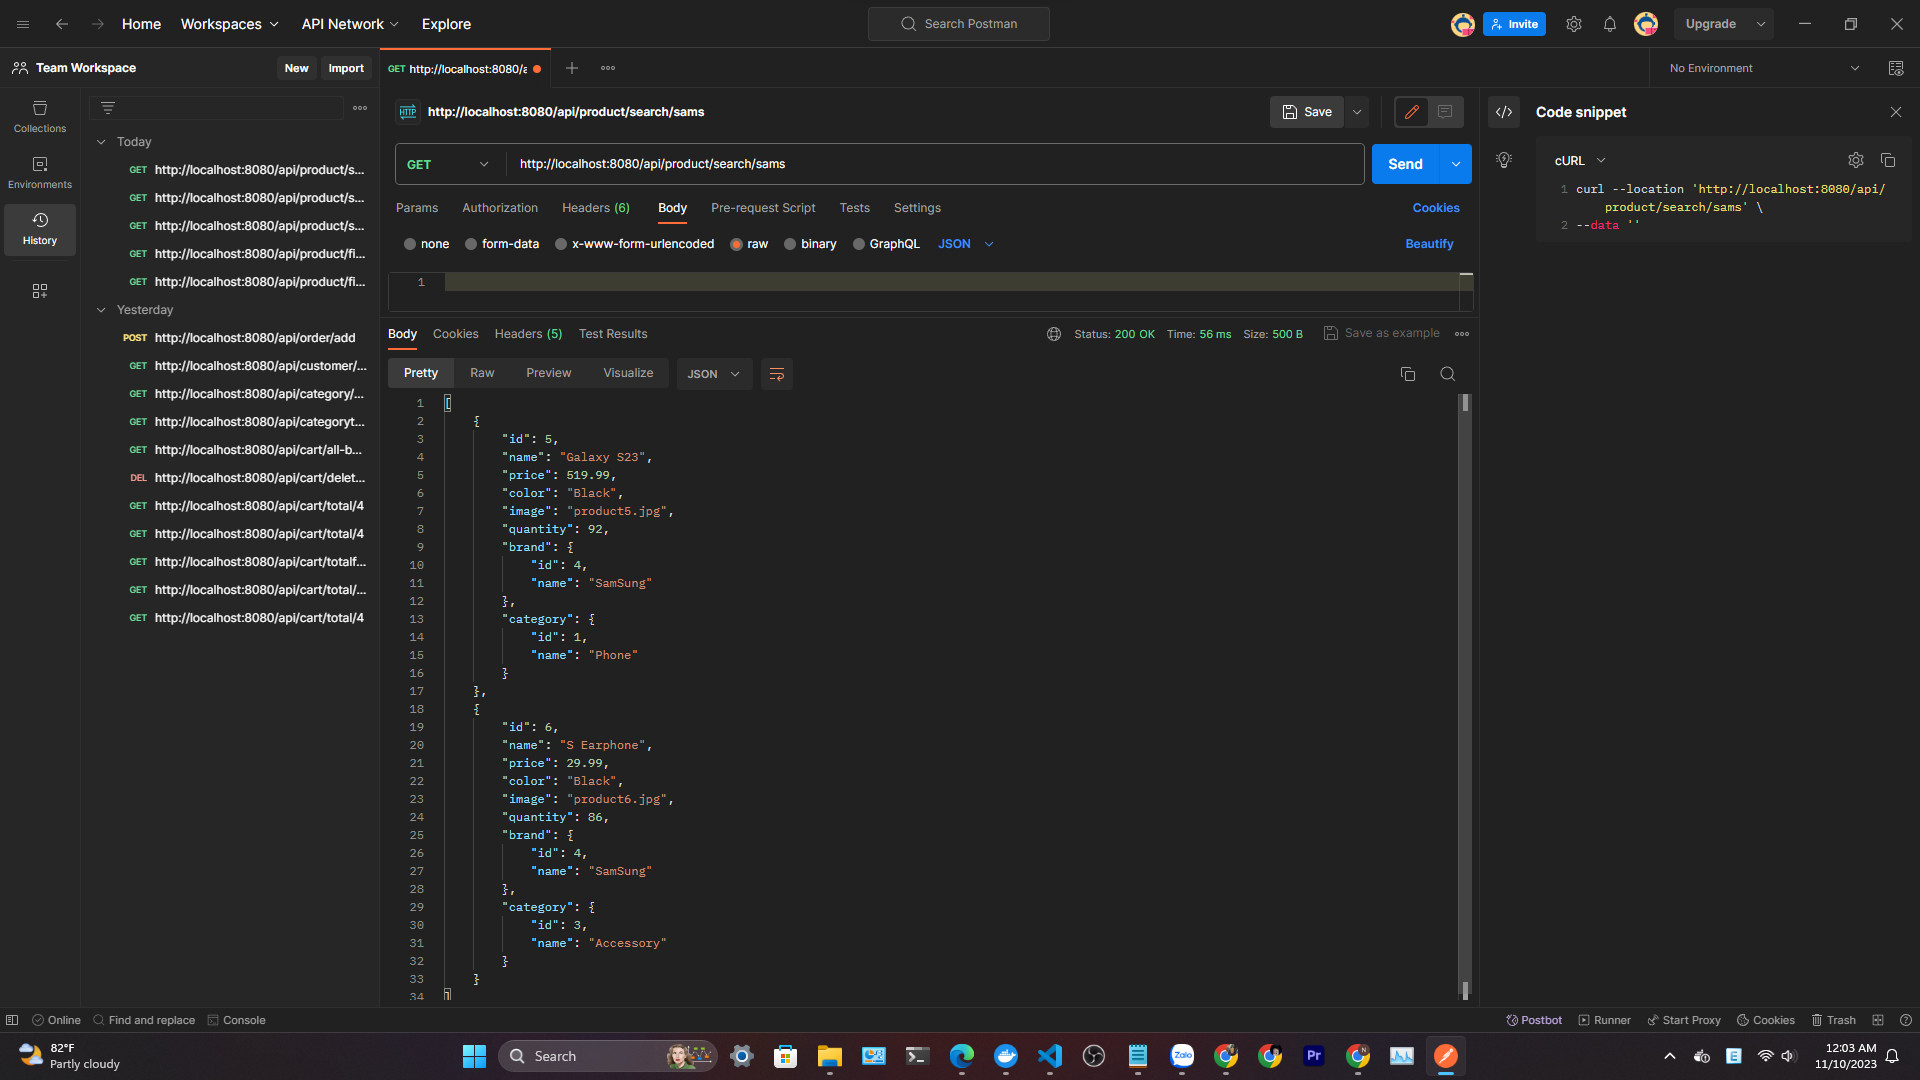 Home Workspaces API Network Explore Search Postman Invite Upgrade
Team Workspace New Import GET http://localhost:8080/a No Environment
Collections
Environments
History
Today
GET http://localhost:8080/api/product/s...
GET http://localhost:8080/api/product/s...
GET http://localhost:8080/api/product/s...
GET http://localhost:8080/api/product/fi...
GET http://localhost:8080/api/product/fi...
Yesterday
POST http://localhost:8080/api/order/add
GET http://localhost:8080/api/customer/...
GET http://localhost:8080/api/category/...
GET http://localhost:8080/api/categoryt...
GET http://localhost:8080/api/cart/all-b...
DEL http://localhost:8080/api/cart/delet...
GET http://localhost:8080/api/cart/total/4
GET http://localhost:8080/api/cart/total/4
GET http://localhost:8080/api/cart/totalf...
GET http://localhost:8080/api/cart/total/...
GET http://localhost:8080/api/cart/total/4
HTTP http://localhost:8080/api/product/search/sams Save
GET http://localhost:8080/api/product/search/sams Send
Params Authorization Headers (6) Body Pre-request Script Tests Settings Cookies
none form-data x-www-form-urlencoded raw binary GraphQL JSON Beautify
1
Body Cookies Headers (5) Test Results Status: 200 OK Time: 56 ms Size: 500 B Save as example
Pretty Raw Preview Visualize JSON
1 [
2 {
3 "id": 5,
4 "name": "Galaxy S23",
5 "price": 519.99,
6 "color": "Black",
7 "image": "product5.jpg",
8 "quantity": 92,
9 "brand": {
10 "id": 4,
11 "name": "SamSung"
12 },
13 "category": {
14 "id": 1,
15 "name": "Phone"
16 }
17 },
18 {
19 "id": 6,
20 "name": "S Earphone",
21 "price": 29.99,
22 "color": "Black",
23 "image": "product6.jpg",
24 "quantity": 86,
25 "brand": {
26 "id": 4,
27 "name": "SamSung"
28 },
29 "category": {
30 "id": 3,
31 "name": "Accessory"
32 }
33 }
34 ]
Code snippet
cURL
1 curl --location 'http://localhost:8080/api/
product/search/sams' \
2 --data ''
Online Find and replace Console Postbot Runner Start Proxy Cookies Trash
82°F
Partly cloudy
Search
Zalo
Pr
E
12:03 AM
11/10/2023